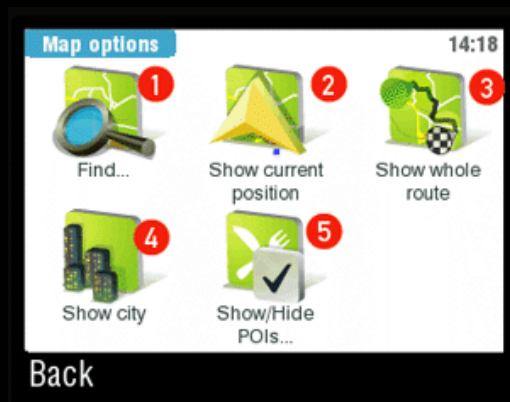 Map options 14:18
1 2 3
Find... Show current Show whole
position route
4 5
Show city Show/Hide
POIs...
Back